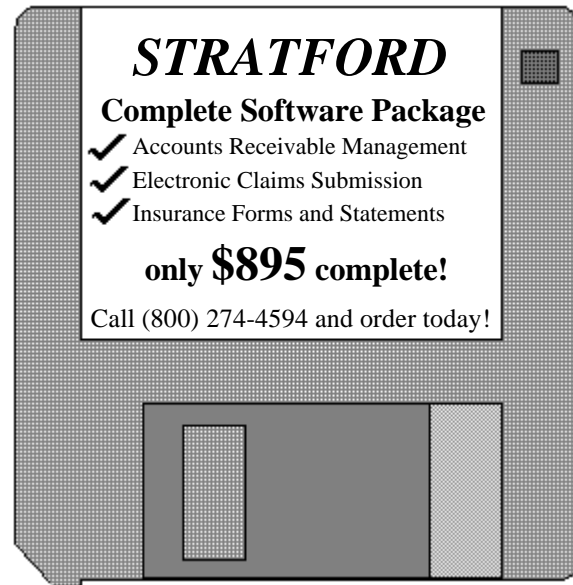 STRATFORD
Complete Software Package
Accounts Receivable Management
Electronic Claims Submission
Insurance Forms and Statements
only $895 complete!
Call (800) 274-4594 and order today!